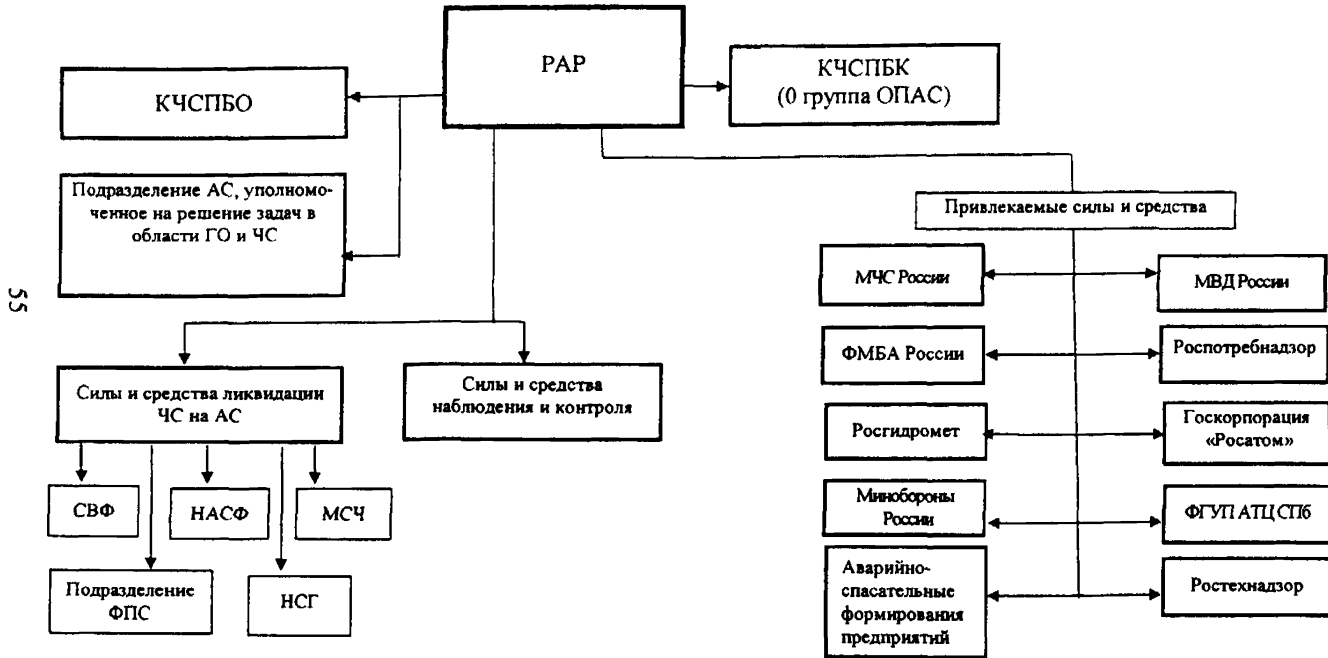 РАР
КЧСПБК
(0 группа ОПАС)
КЧСПБО
Подразделение АС, уполномо-
ченное на решение задач в
области ГО и ЧС
Привлекаемые силы и средства
МЧС России
МВД России
ФМБА России
Роспотребнадзор
Силы и средства ликвидации
ЧС на АС
Силы и средства
наблюдения и контроля
Росгидромет
Госкорпорация
«Росатом»
СВФ
НАСФ
МСЧ
Минобороны
России
ФГУП АТЦ СПб
Подразделение
ФПС
НСГ
Аварийно-
спасательные
формирования
предприятий
Ростехнадзор
55